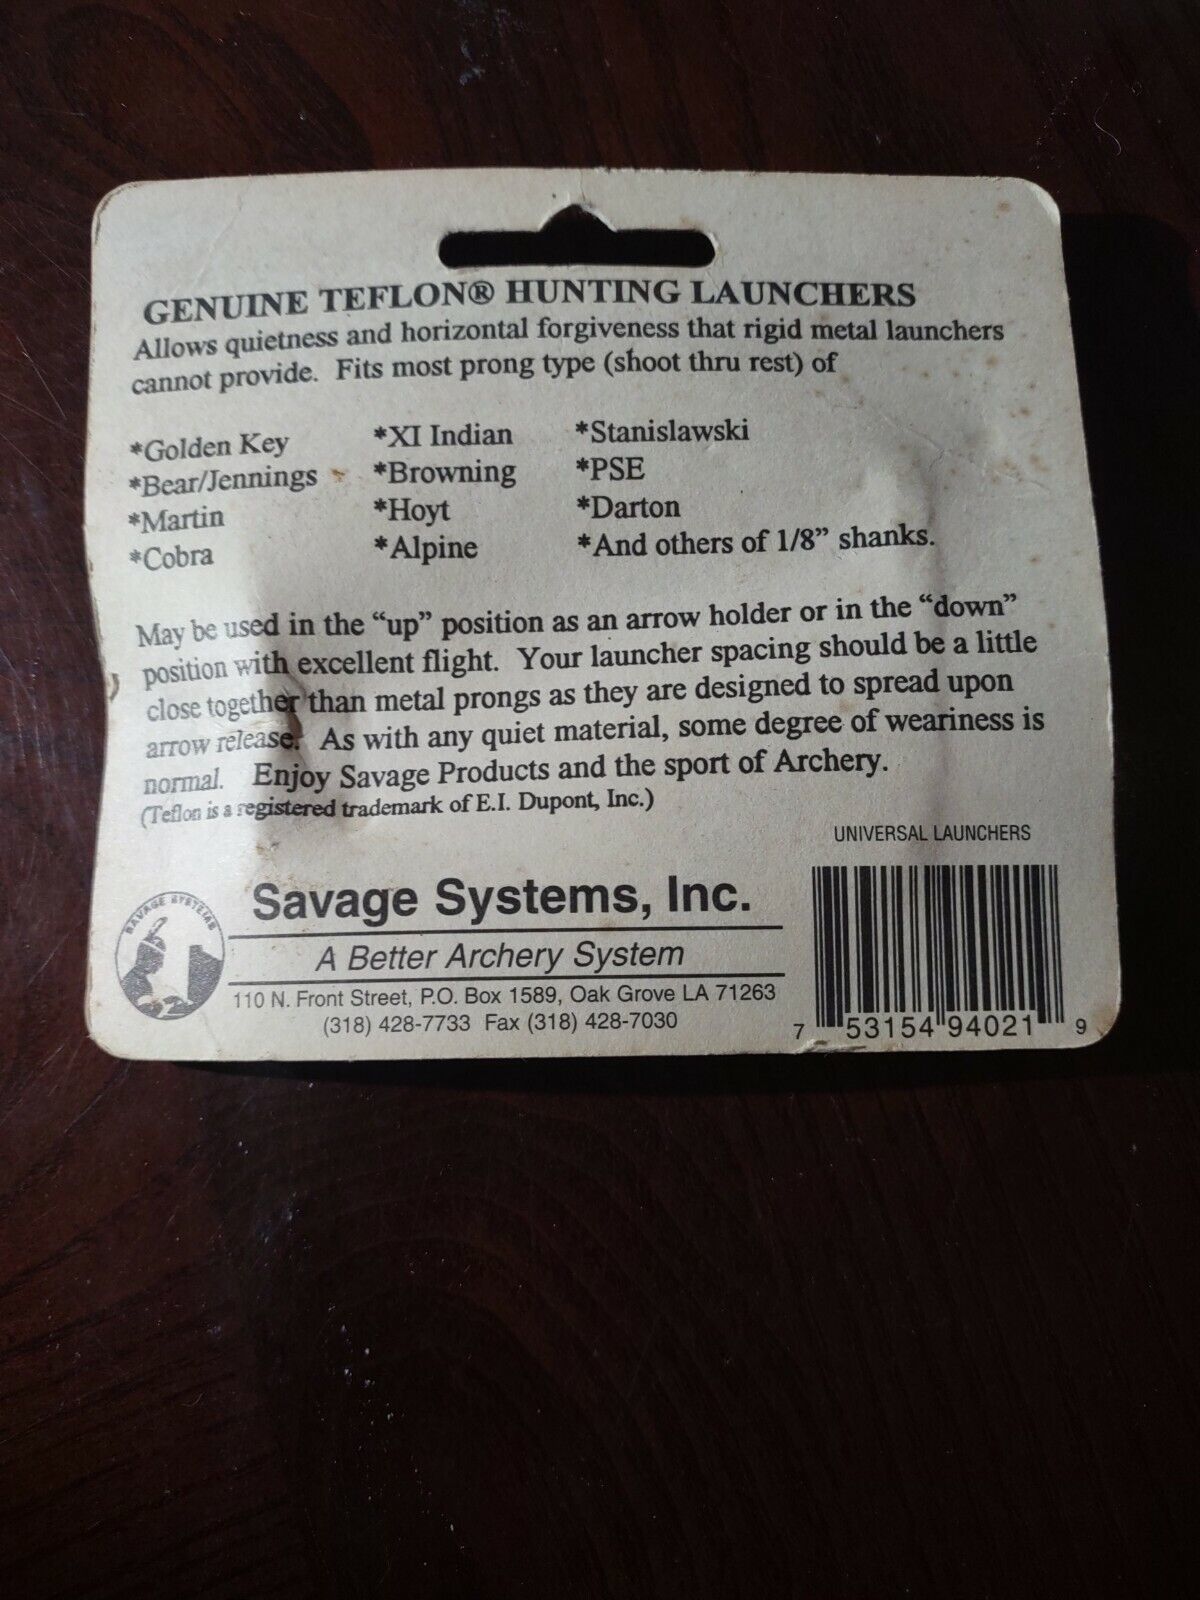 GENUINE TEFLON® HUNTING LAUNCHERS
Allows quietness and horizontal forgiveness that rigid metal launchers
cannot provide. Fits most prong type (shoot thru rest) of
*Golden Key *XI Indian *Stanislawski
*Bear/Jennings *Browning *PSE
*Martin *Hoyt *Darton
*Cobra *Alpine *And others of 1/8” shanks.
May be used in the “up” position as an arrow holder or in the “down”
position with excellent flight. Your launcher spacing should be a little
close together than metal prongs as they are designed to spread upon
arrow release. As with any quiet material, some degree of weariness is
normal. Enjoy Savage Products and the sport of Archery.
(Teflon is a registered trademark of E.I. Dupont, Inc.)
UNIVERSAL LAUNCHERS
SAVAGE SYSTEMS
Savage Systems, Inc.
A Better Archery System
110 N. Front Street, P.O. Box 1589, Oak Grove LA 71263
(318) 428-7733 Fax (318) 428-7030
7 53154 94021 9